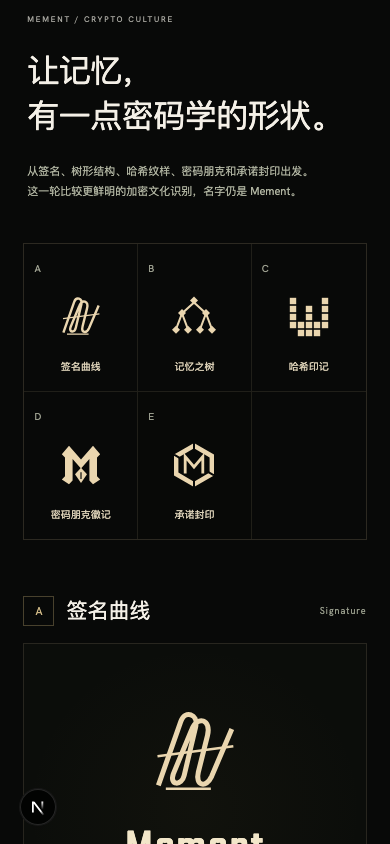 MEMENT / CRYPTO CULTURE
让记忆，
有一点密码学的形状。
从签名、树形结构、哈希纹样、密码朋克和承诺封印出发。
这一轮比较更鲜明的加密文化识别，名字仍是 Mement。
A
签名曲线
B
记忆之树
C
哈希印记
D
密码朋克徽记
E
承诺封印
A
签名曲线
Signature
Mement
N